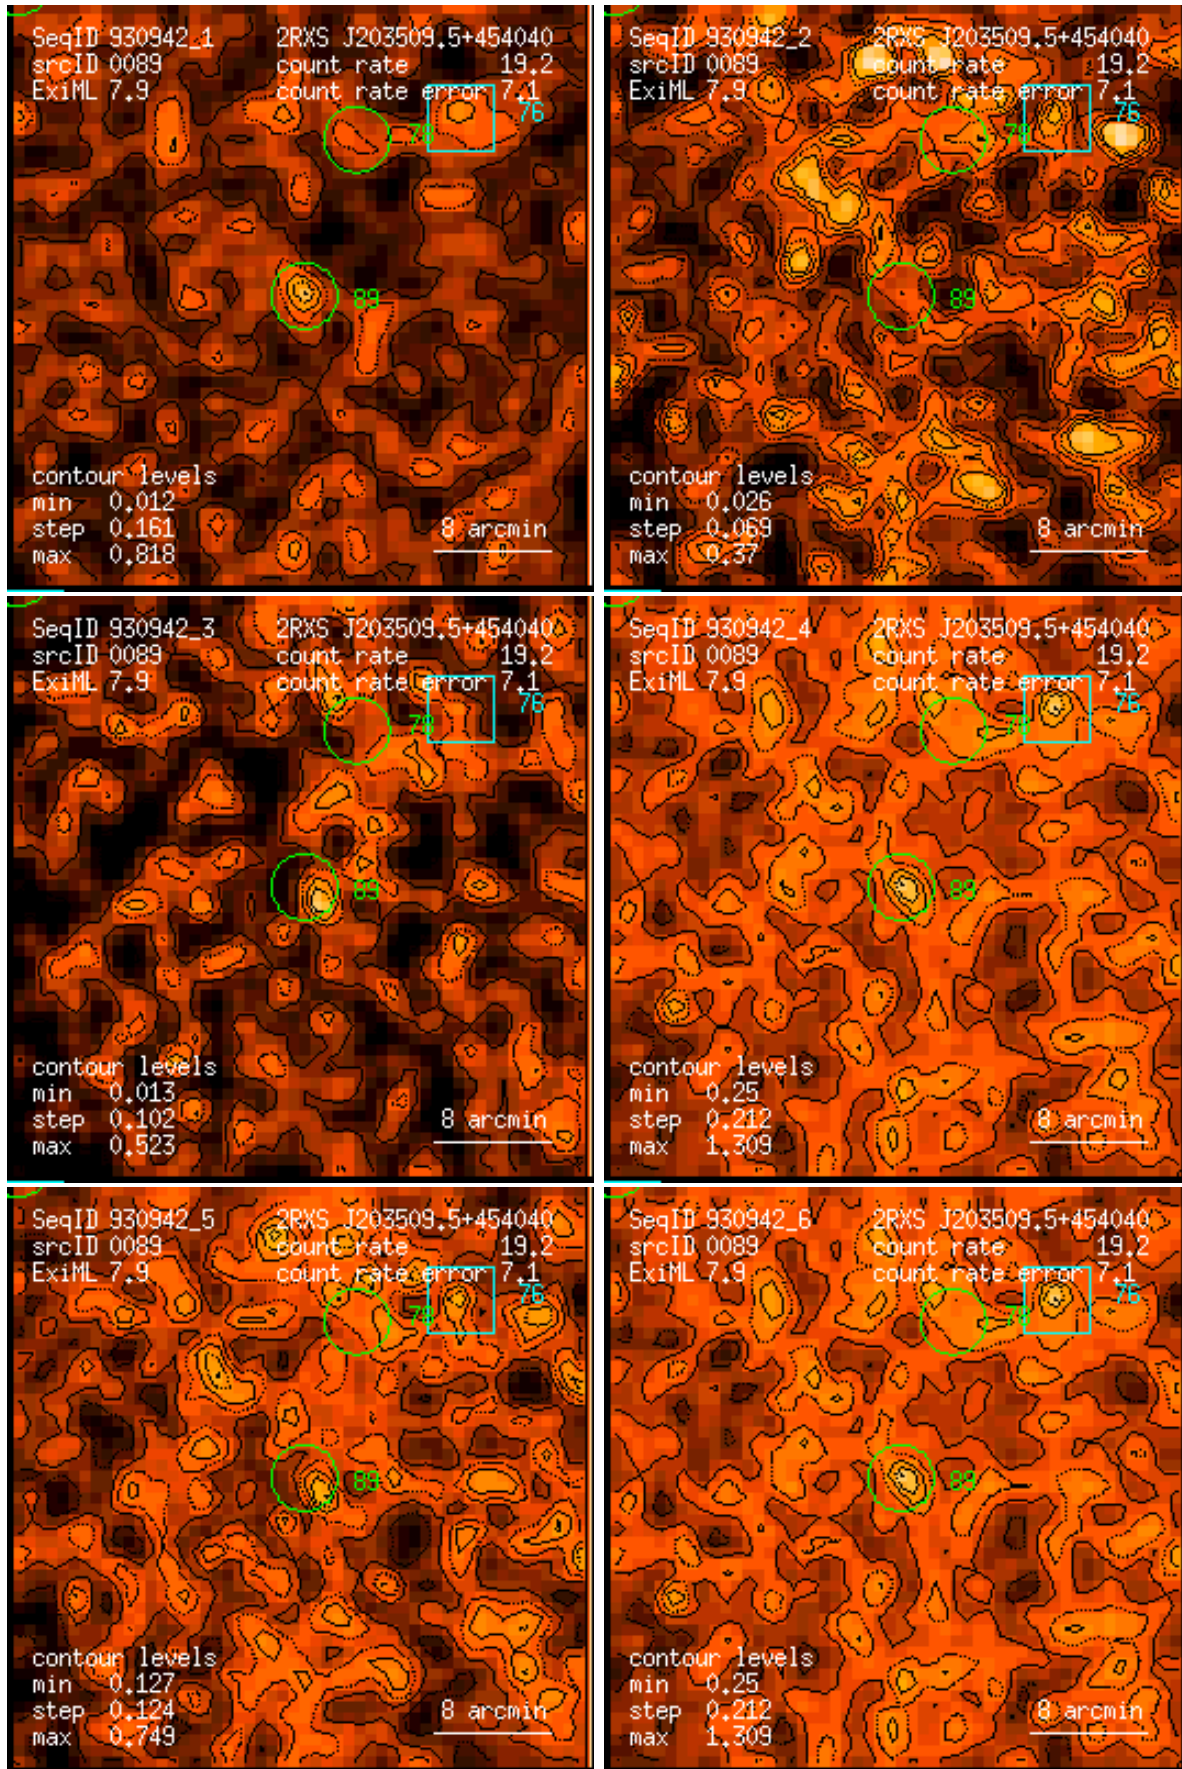 SeqID 930942_1 2RXS J203509.5+454040
srcID 0089 count rate 19.2
ExiML 7.9 count rate error 7.1
76
78
89
contour levels
min 0.012
step 0.161
max 0.818
8 arcmin
SeqID 930942_2 2RXS J203509.5+454040
srcID 0089 count rate 19.2
ExiML 7.9 count rate error 7.1
76
78
89
contour levels
min 0.026
step 0.069
max 0.37
8 arcmin
SeqID 930942_3 2RXS J203509.5+454040
srcID 0089 count rate 19.2
ExiML 7.9 count rate error 7.1
76
78
89
contour levels
min 0.013
step 0.102
max 0.523
8 arcmin
SeqID 930942_4 2RXS J203509.5+454040
srcID 0089 count rate 19.2
ExiML 7.9 count rate error 7.1
76
78
89
contour levels
min 0.25
step 0.212
max 1.309
8 arcmin
SeqID 930942_5 2RXS J203509.5+454040
srcID 0089 count rate 19.2
ExiML 7.9 count rate error 7.1
76
78
89
contour levels
min 0.127
step 0.124
max 0.749
8 arcmin
SeqID 930942_6 2RXS J203509.5+454040
srcID 0089 count rate 19.2
ExiML 7.9 count rate error 7.1
76
78
89
contour levels
min 0.25
step 0.212
max 1.309
8 arcmin